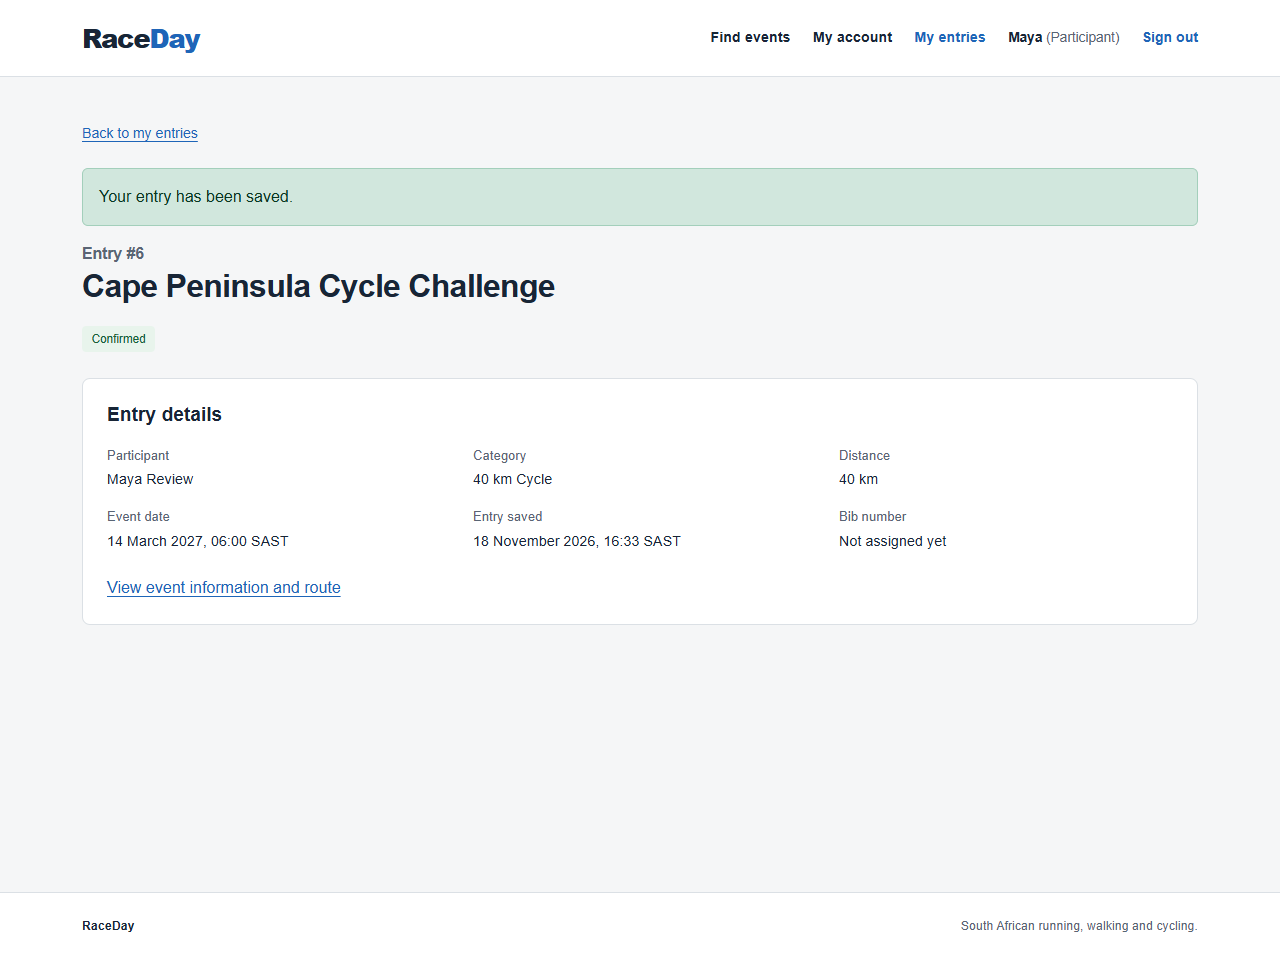 RaceDay
Find events
My account
My entries
Maya (Participant)
Sign out
Back to my entries
Your entry has been saved.
Entry #6
Cape Peninsula Cycle Challenge
Confirmed
Entry details
Participant
Maya Review
Category
40 km Cycle
Distance
40 km
Event date
14 March 2027, 06:00 SAST
Entry saved
18 November 2026, 16:33 SAST
Bib number
Not assigned yet
View event information and route
RaceDay
South African running, walking and cycling.